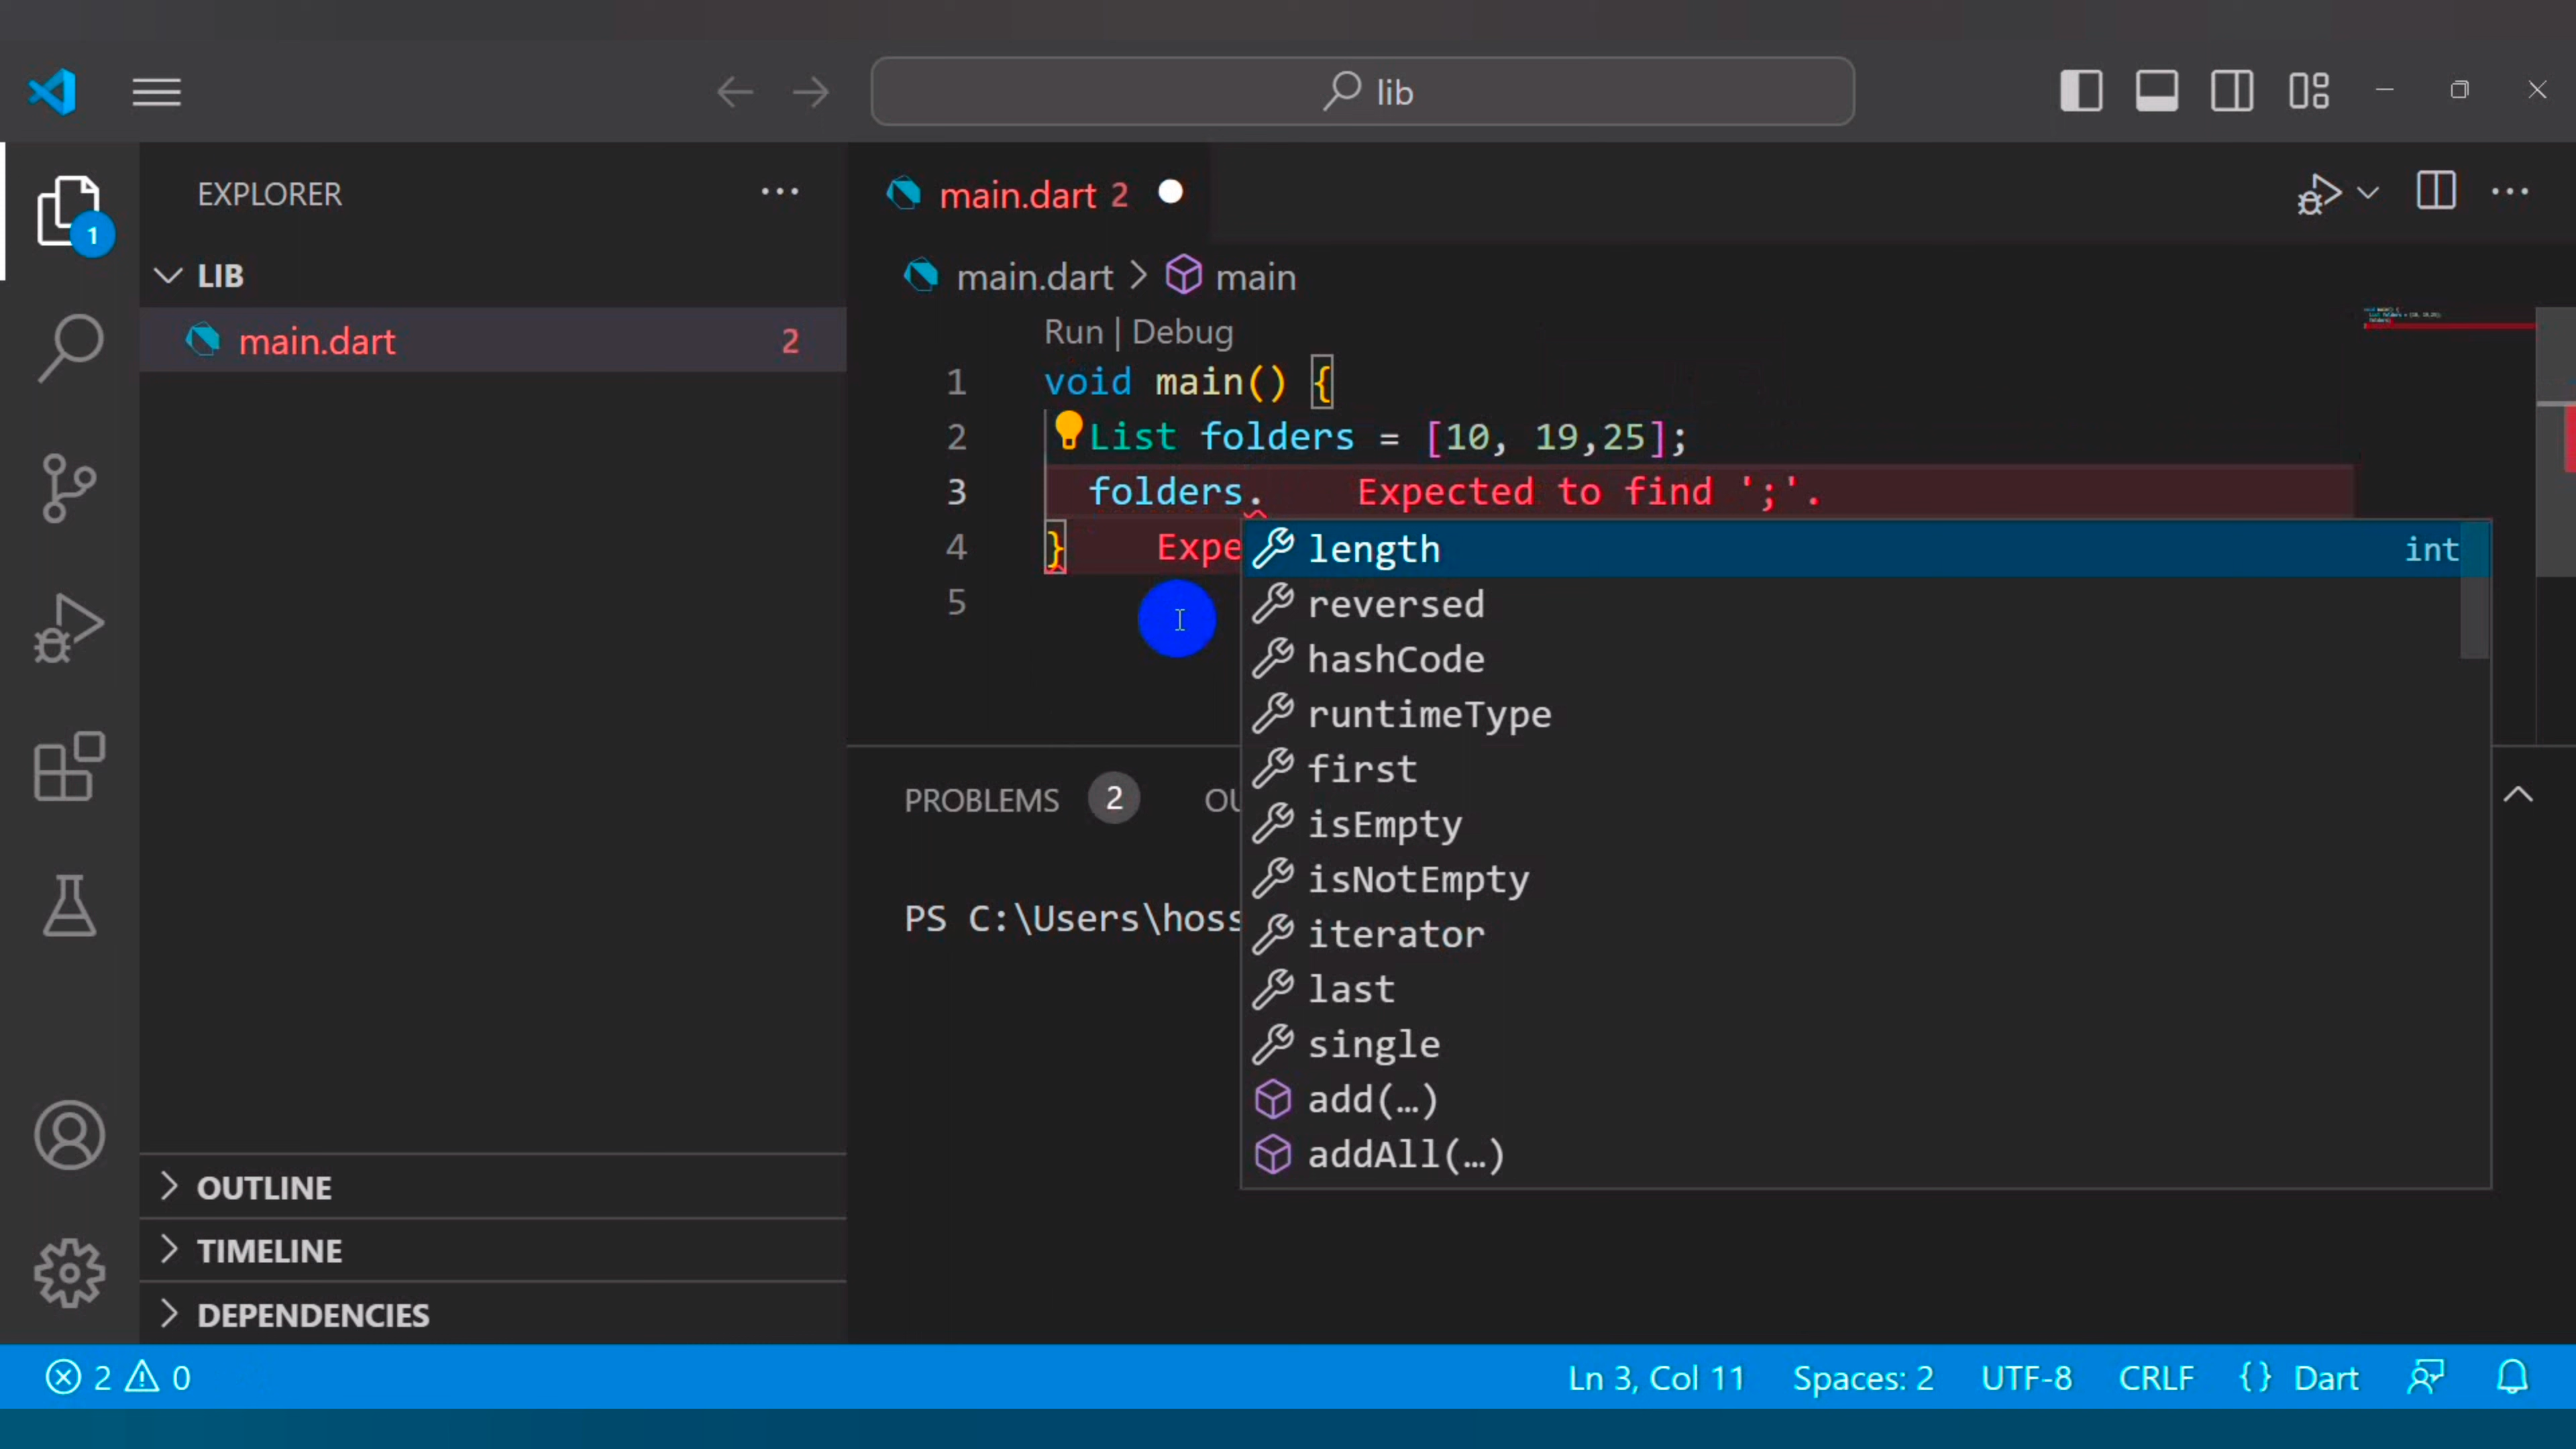 lib
EXPLORER
LIB
main.dart 2
OUTLINE
TIMELINE
DEPENDENCIES
1
main.dart 2
main.dart > main
Run | Debug
1 void main() {
2 List folders = [10, 19,25];
3 folders. Expected to find ';'.
4 } Expe
5
length int
reversed
hashCode
runtimeType
first
isEmpty
isNotEmpty
iterator
last
single
add(…)
addAll(…)
PROBLEMS 2 OU
PS C:\Users\hoss
2 0
Ln 3, Col 11 Spaces: 2 UTF-8 CRLF {} Dart